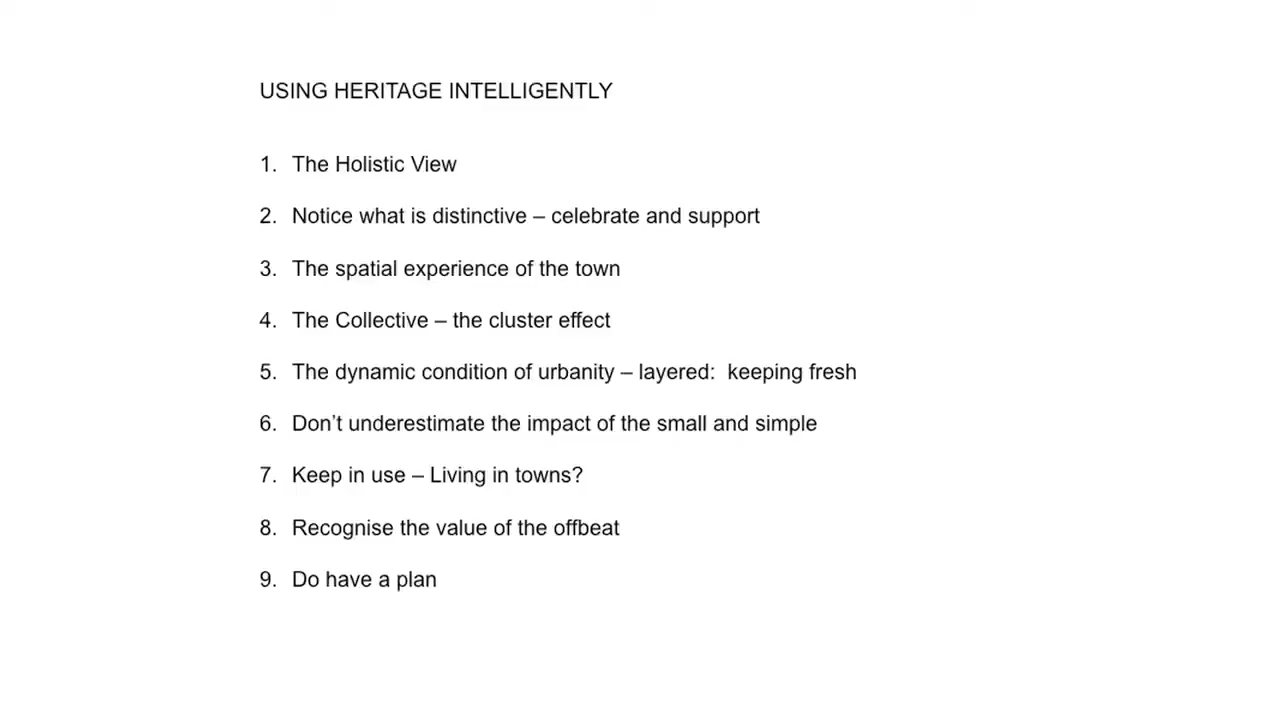 USING HERITAGE INTELLIGENTLY
1. The Holistic View
2. Notice what is distinctive – celebrate and support
3. The spatial experience of the town
4. The Collective – the cluster effect
5. The dynamic condition of urbanity – layered:  keeping fresh
6. Don’t underestimate the impact of the small and simple
7. Keep in use – Living in towns?
8. Recognise the value of the offbeat
9. Do have a plan